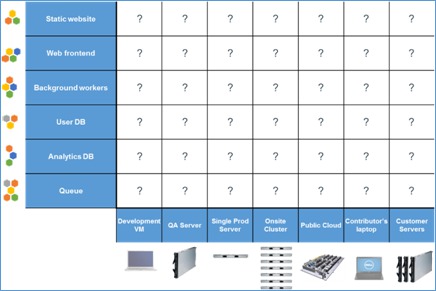 Static website ? ? ? ? ? ? ?
Web frontend ? ? ? ? ? ? ?
Background workers ? ? ? ? ? ? ?
User DB ? ? ? ? ? ? ?
Analytics DB ? ? ? ? ? ? ?
Queue ? ? ? ? ? ? ?
Development VM QA Server Single Prod Server Onsite Cluster Public Cloud Contributor's laptop Customer Servers